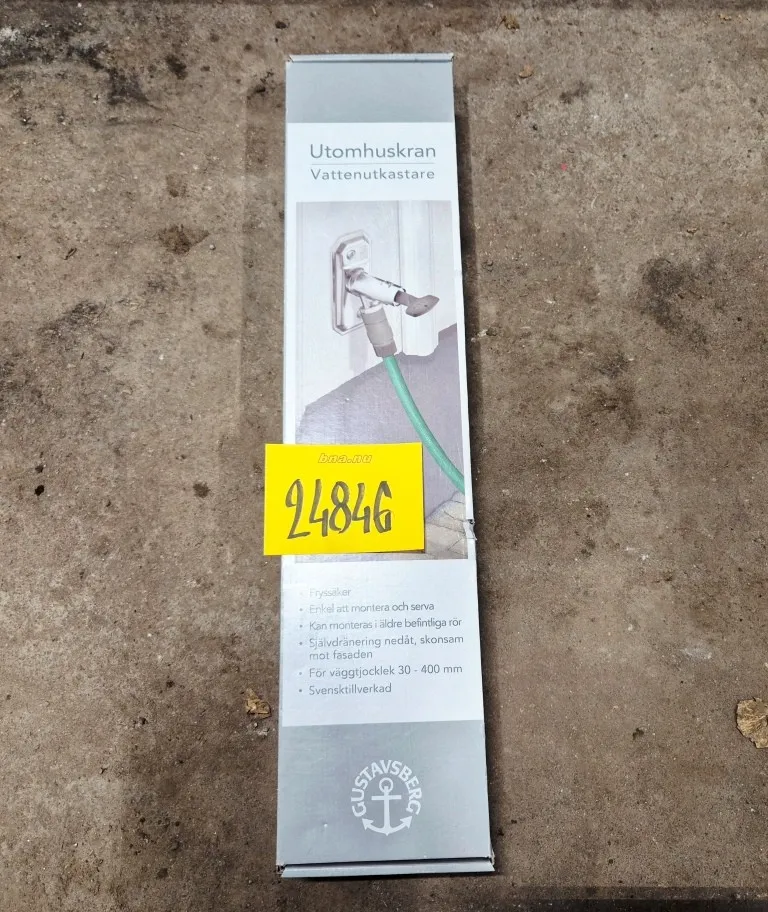 Utomhuskran
Vattenutkastare
bna.nu
24846
• Fryssäker
• Enkel att montera och serva
• Kan monteras i äldre befintliga rör
• Självdränering nedåt, skonsam
mot fasaden
• För väggtjocklek 30 - 400 mm
• Svensktillverkad
GUSTAVSBERG